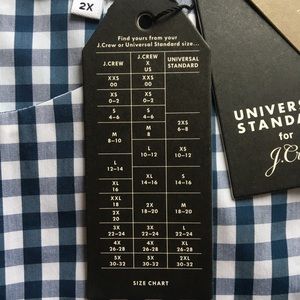 2X
Find yours from your
J.Crew or Universal Standard size...
J.CREW
J.CREW
X
US
UNIVERSAL
STANDARD
XXS
00
XXS
00
XS
0–2
XS
0–2
S
4–6
S
4–6
2XS
6–8
M
8–10
M
8
L
10–12
XS
10–12
L
12–14
XL
14–16
S
14–16
XL
16
XXL
18
2X
18–20
M
18–20
2X
20
3X
22–24
3X
22–24
L
22–24
4X
26–28
4X
26–28
XL
26–28
5X
30–32
5X
30–32
2X
30–32
SIZE CHART
UNIVERS
STANDAR
for
J.C